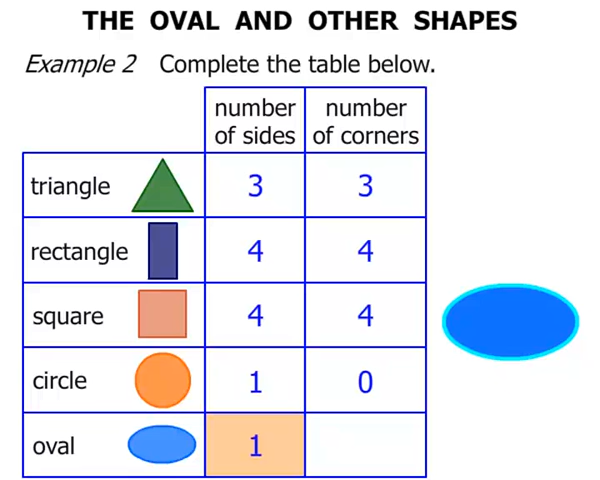 THE OVAL AND OTHER SHAPES
Example 2 Complete the table below.
number of sides number of corners
triangle 3 3
rectangle 4 4
square 4 4
circle 1 0
oval 1